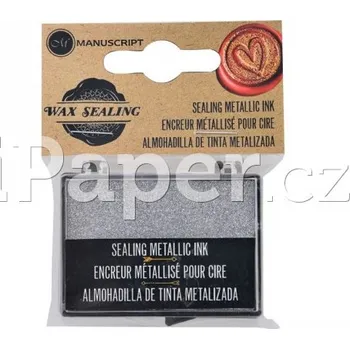 M MANUSCRIPT
WAX SEALING
SEALING METALLIC INK
ENCREUR MÉTALLISÉ POUR CIRE
ALMOHADILLA DE TINTA METALIZADA
iPaper.cz
SEALING METALLIC INK
ENCREUR MÉTALLISÉ POUR CIRE
ALMOHADILLA DE TINTA METALIZADA